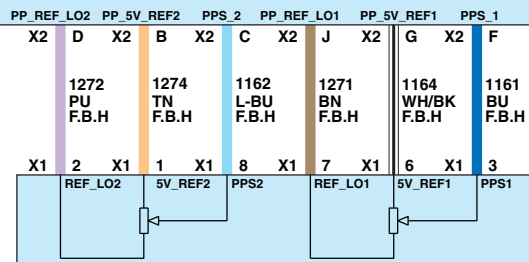 PP_REF_LO2 PP_5V_REF2 PPS_2 PP_REF_LO1 PP_5V_REF1 PPS_1
X2 D X2 B X2 C X2 J X2 G X2 F
1272 1274 1162 1271 1164 1161
PU TN L-BU BN WH/BK BU
F.B.H F.B.H F.B.H F.B.H F.B.H F.B.H
X1 2 X1 1 X1 8 X1 7 X1 6 X1 3
REF_LO2 5V_REF2 PPS2 REF_LO1 5V_REF1 PPS1